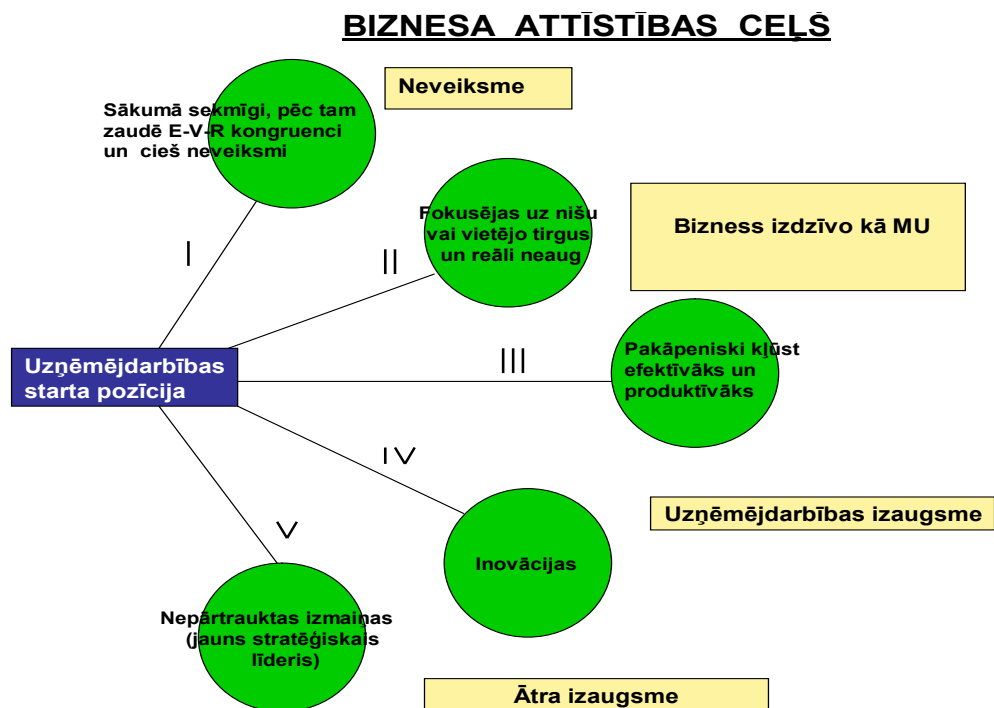 BIZNESA ATTĪSTĪBAS CEĻŠ
Neveiksme
Sākumā sekmīgi, pēc tam
zaudē E-V-R kongruenci
un cieš neveiksmi
I
Fokusējas uz nišu
vai vietējo tirgus
un reāli neaug
II
Bizness izdzīvo kā MU
Uzņēmējdarbības
starta pozīcija
III
Pakāpeniski kļūst
efektīvāks un
produktīvāks
IV
Uzņēmējdarbības izaugsme
Inovācijas
V
Nepārtrauktas izmaiņas
(jauns stratēģiskais
līderis)
Ātra izaugsme